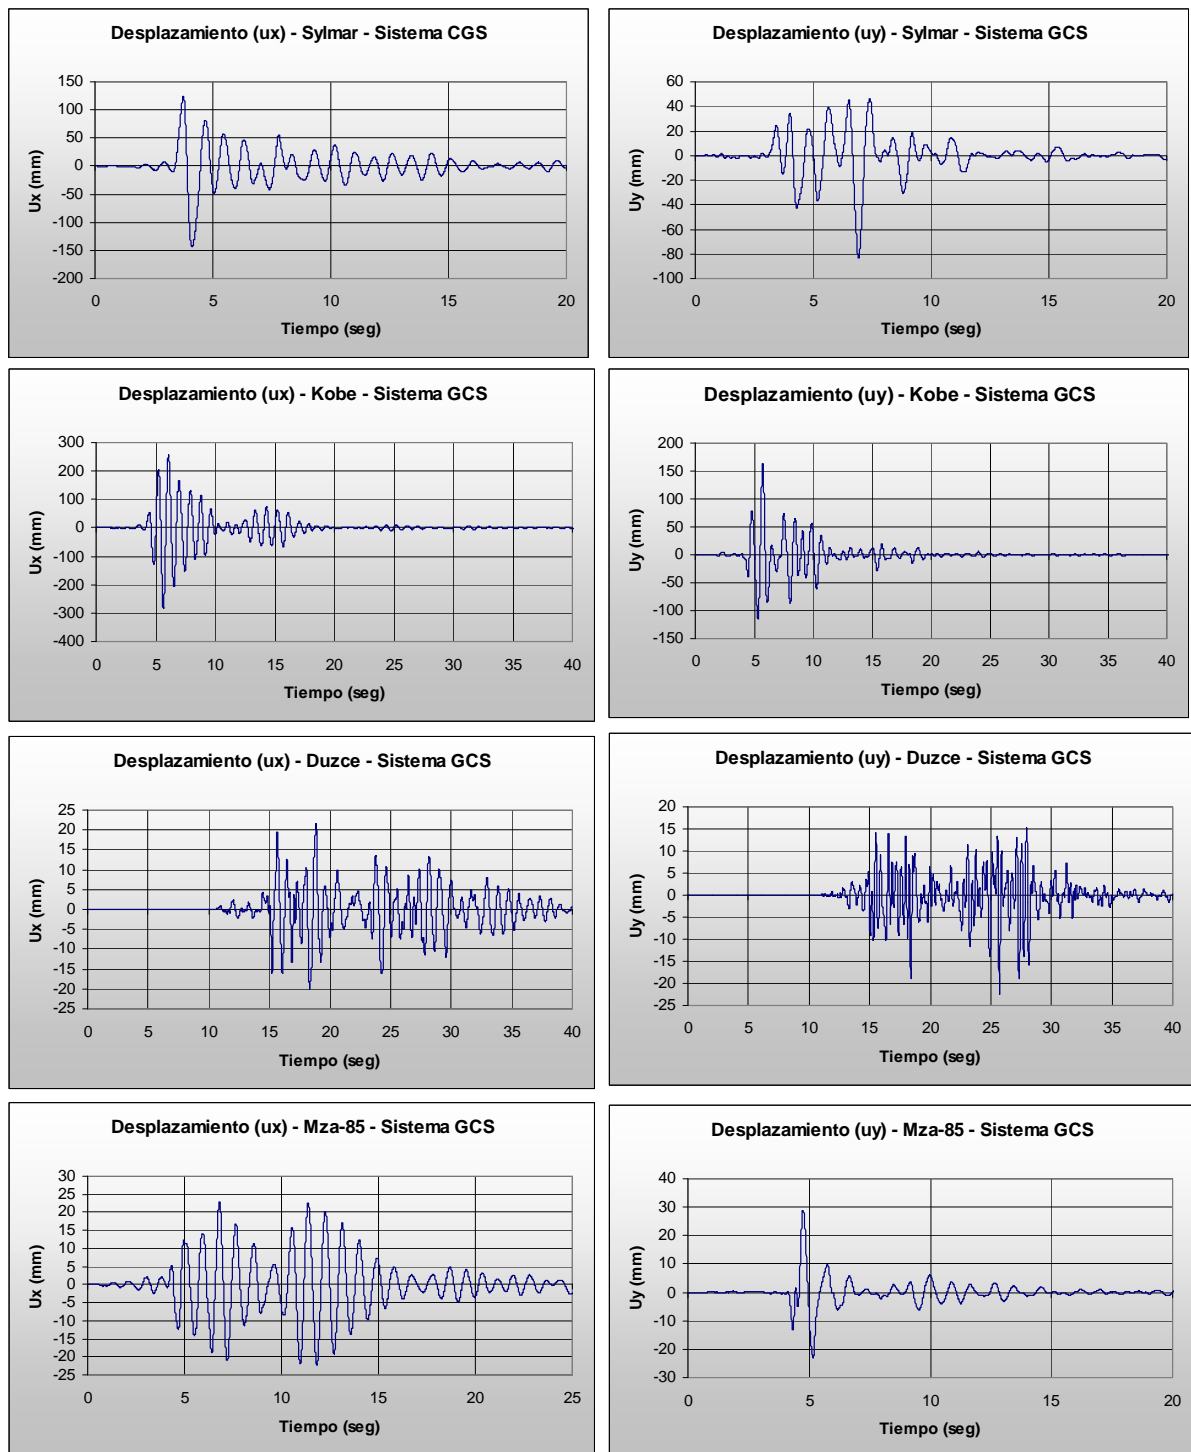 Desplazamiento (ux) - Sylmar - Sistema CGS
Ux (mm)
150
100
50
0
-50
-100
-150
-200
0 5 10 15 20
Tiempo (seg)
Desplazamiento (uy) - Sylmar - Sistema GCS
Uy (mm)
60
40
20
0
-20
-40
-60
-80
-100
0 5 10 15 20
Tiempo (seg)
Desplazamiento (ux) - Kobe - Sistema GCS
Ux (mm)
300
200
100
0
-100
-200
-300
-400
0 5 10 15 20 25 30 35 40
Tiempo (seg)
Desplazamiento (uy) - Kobe - Sistema GCS
Uy (mm)
200
150
100
50
0
-50
-100
-150
0 5 10 15 20 25 30 35 40
Tiempo (seg)
Desplazamiento (ux) - Duzce - Sistema GCS
Ux (mm)
25
20
15
10
5
0
-5
-10
-15
-20
-25
0 5 10 15 20 25 30 35 40
Tiempo (seg)
Desplazamiento (uy) - Duzce - Sistema GCS
Uy (mm)
20
15
10
5
0
-5
-10
-15
-20
-25
0 5 10 15 20 25 30 35 40
Tiempo (seg)
Desplazamiento (ux) - Mza-85 - Sistema GCS
Ux (mm)
30
25
20
15
10
5
0
-5
-10
-15
-20
-25
0 5 10 15 20 25
Tiempo (seg)
Desplazamiento (uy) - Mza-85 - Sistema GCS
Uy (mm)
40
30
20
10
0
-10
-20
-30
0 5 10 15 20
Tiempo (seg)